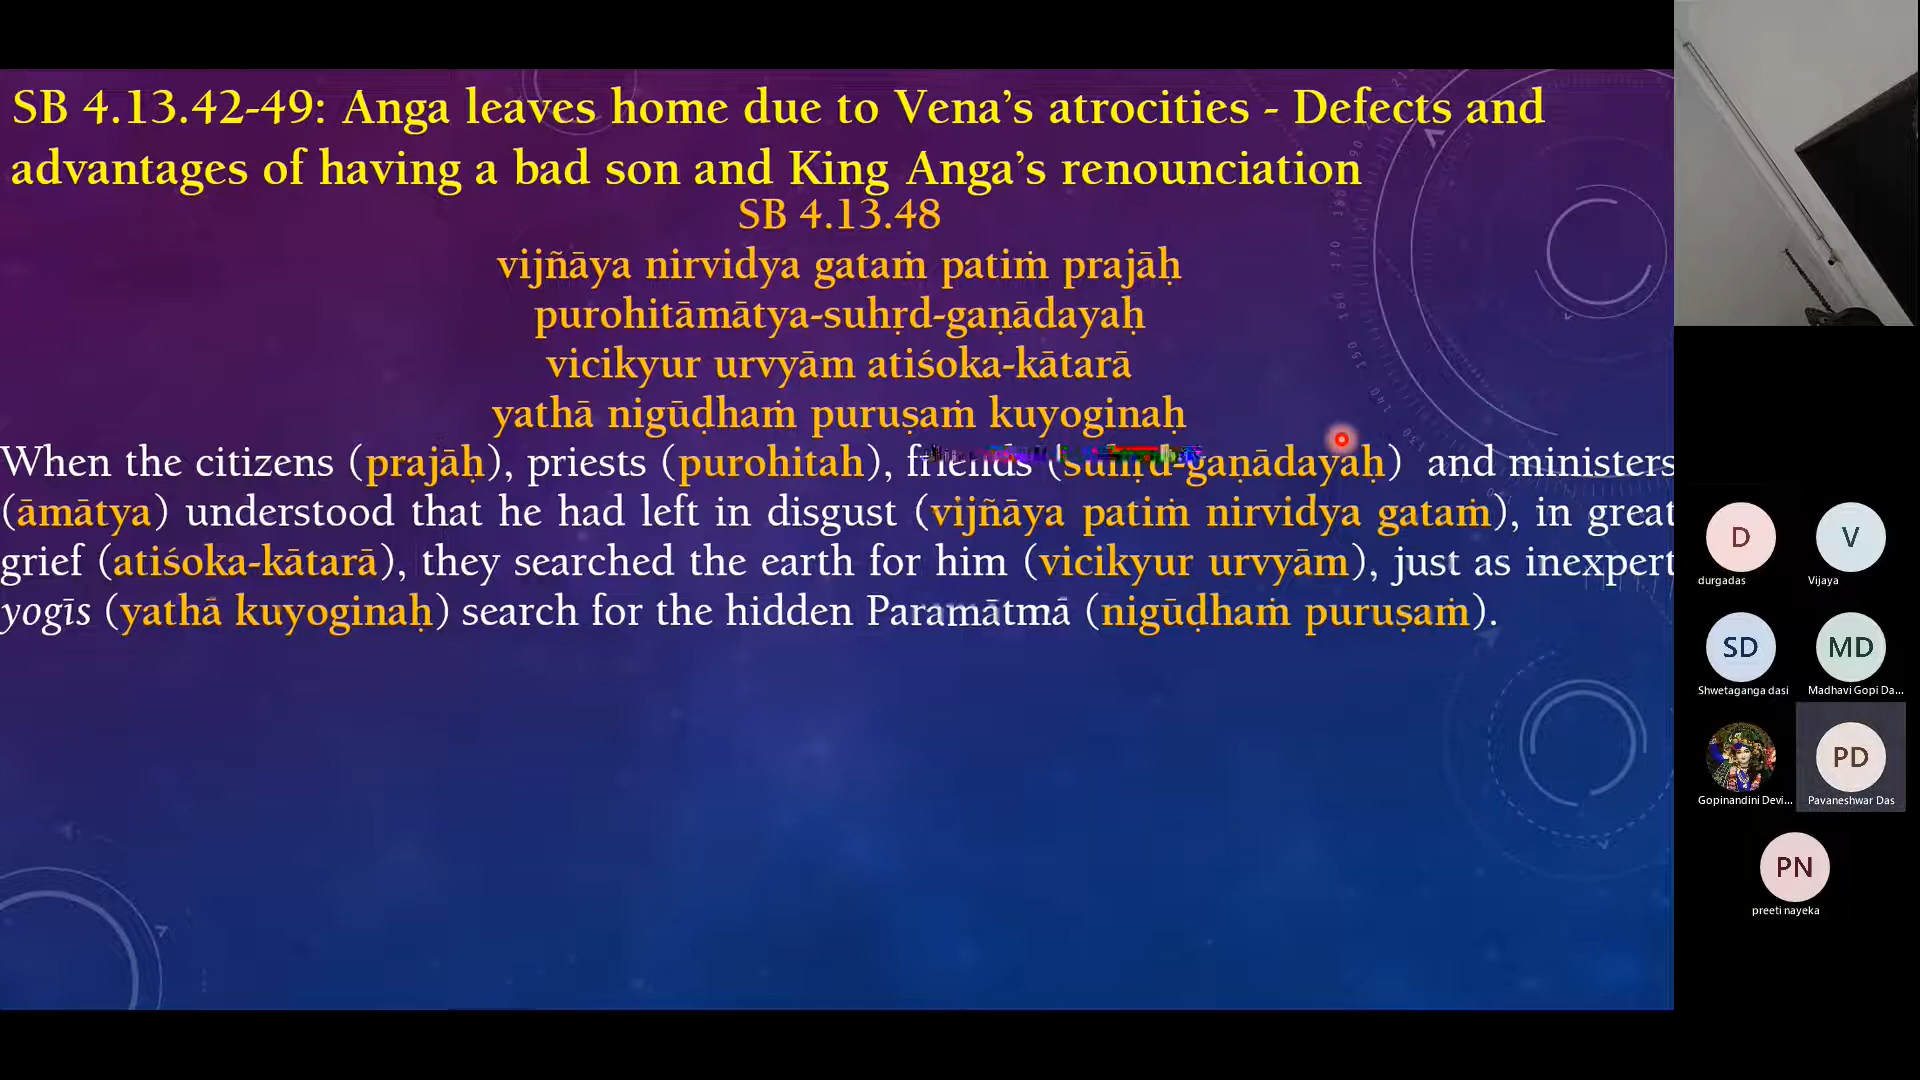 SB 4.13.42-49: Anga leaves home due to Vena's atrocities - Defects and
advantages of having a bad son and King Anga's renounciation
SB 4.13.48
vijñāya nirvidya gataṁ patiṁ prajāḥ
purohitāmātya-suhṛd-gaṇādayaḥ
vicikyur urvyām atiśoka-kātarā
yathā nigūḍhaṁ puruṣaṁ kuyoginaḥ
When the citizens (prajāḥ), priests (purohitah), friends (suhṛd-gaṇādayaḥ) and ministers
(āmātya) understood that he had left in disgust (vijñāya patiṁ nirvidya gataṁ), in great
grief (atiśoka-kātarā), they searched the earth for him (vicikyur urvyām), just as inexpert
yogīs (yathā kuyoginaḥ) search for the hidden Paramātmā (nigūḍhaṁ puruṣaṁ).
D
durgadas
V
Vijaya
SD
Shwetaganga dasi
MD
Madhavi Gopi Da...
Gopinandini Devi...
PD
Pavaneshwar Das
PN
preeti nayeka